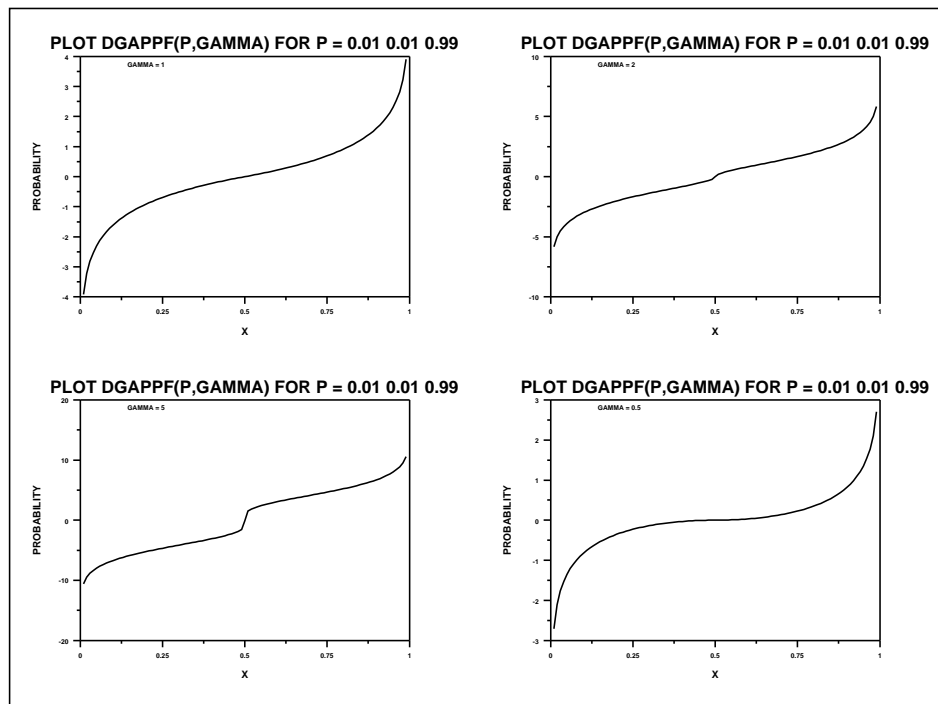 PLOT DGAPPF(P,GAMMA) FOR P = 0.01 0.01 0.99
GAMMA = 1
PROBABILITY
4
3
2
1
0
-1
-2
-3
-4
0 0.25 0.5 0.75 1
X
PLOT DGAPPF(P,GAMMA) FOR P = 0.01 0.01 0.99
GAMMA = 2
PROBABILITY
10
5
0
-5
-10
0 0.25 0.5 0.75 1
X
PLOT DGAPPF(P,GAMMA) FOR P = 0.01 0.01 0.99
GAMMA = 5
PROBABILITY
20
10
0
-10
-20
0 0.25 0.5 0.75 1
X
PLOT DGAPPF(P,GAMMA) FOR P = 0.01 0.01 0.99
GAMMA = 0.5
PROBABILITY
3
2
1
0
-1
-2
-3
0 0.25 0.5 0.75 1
X